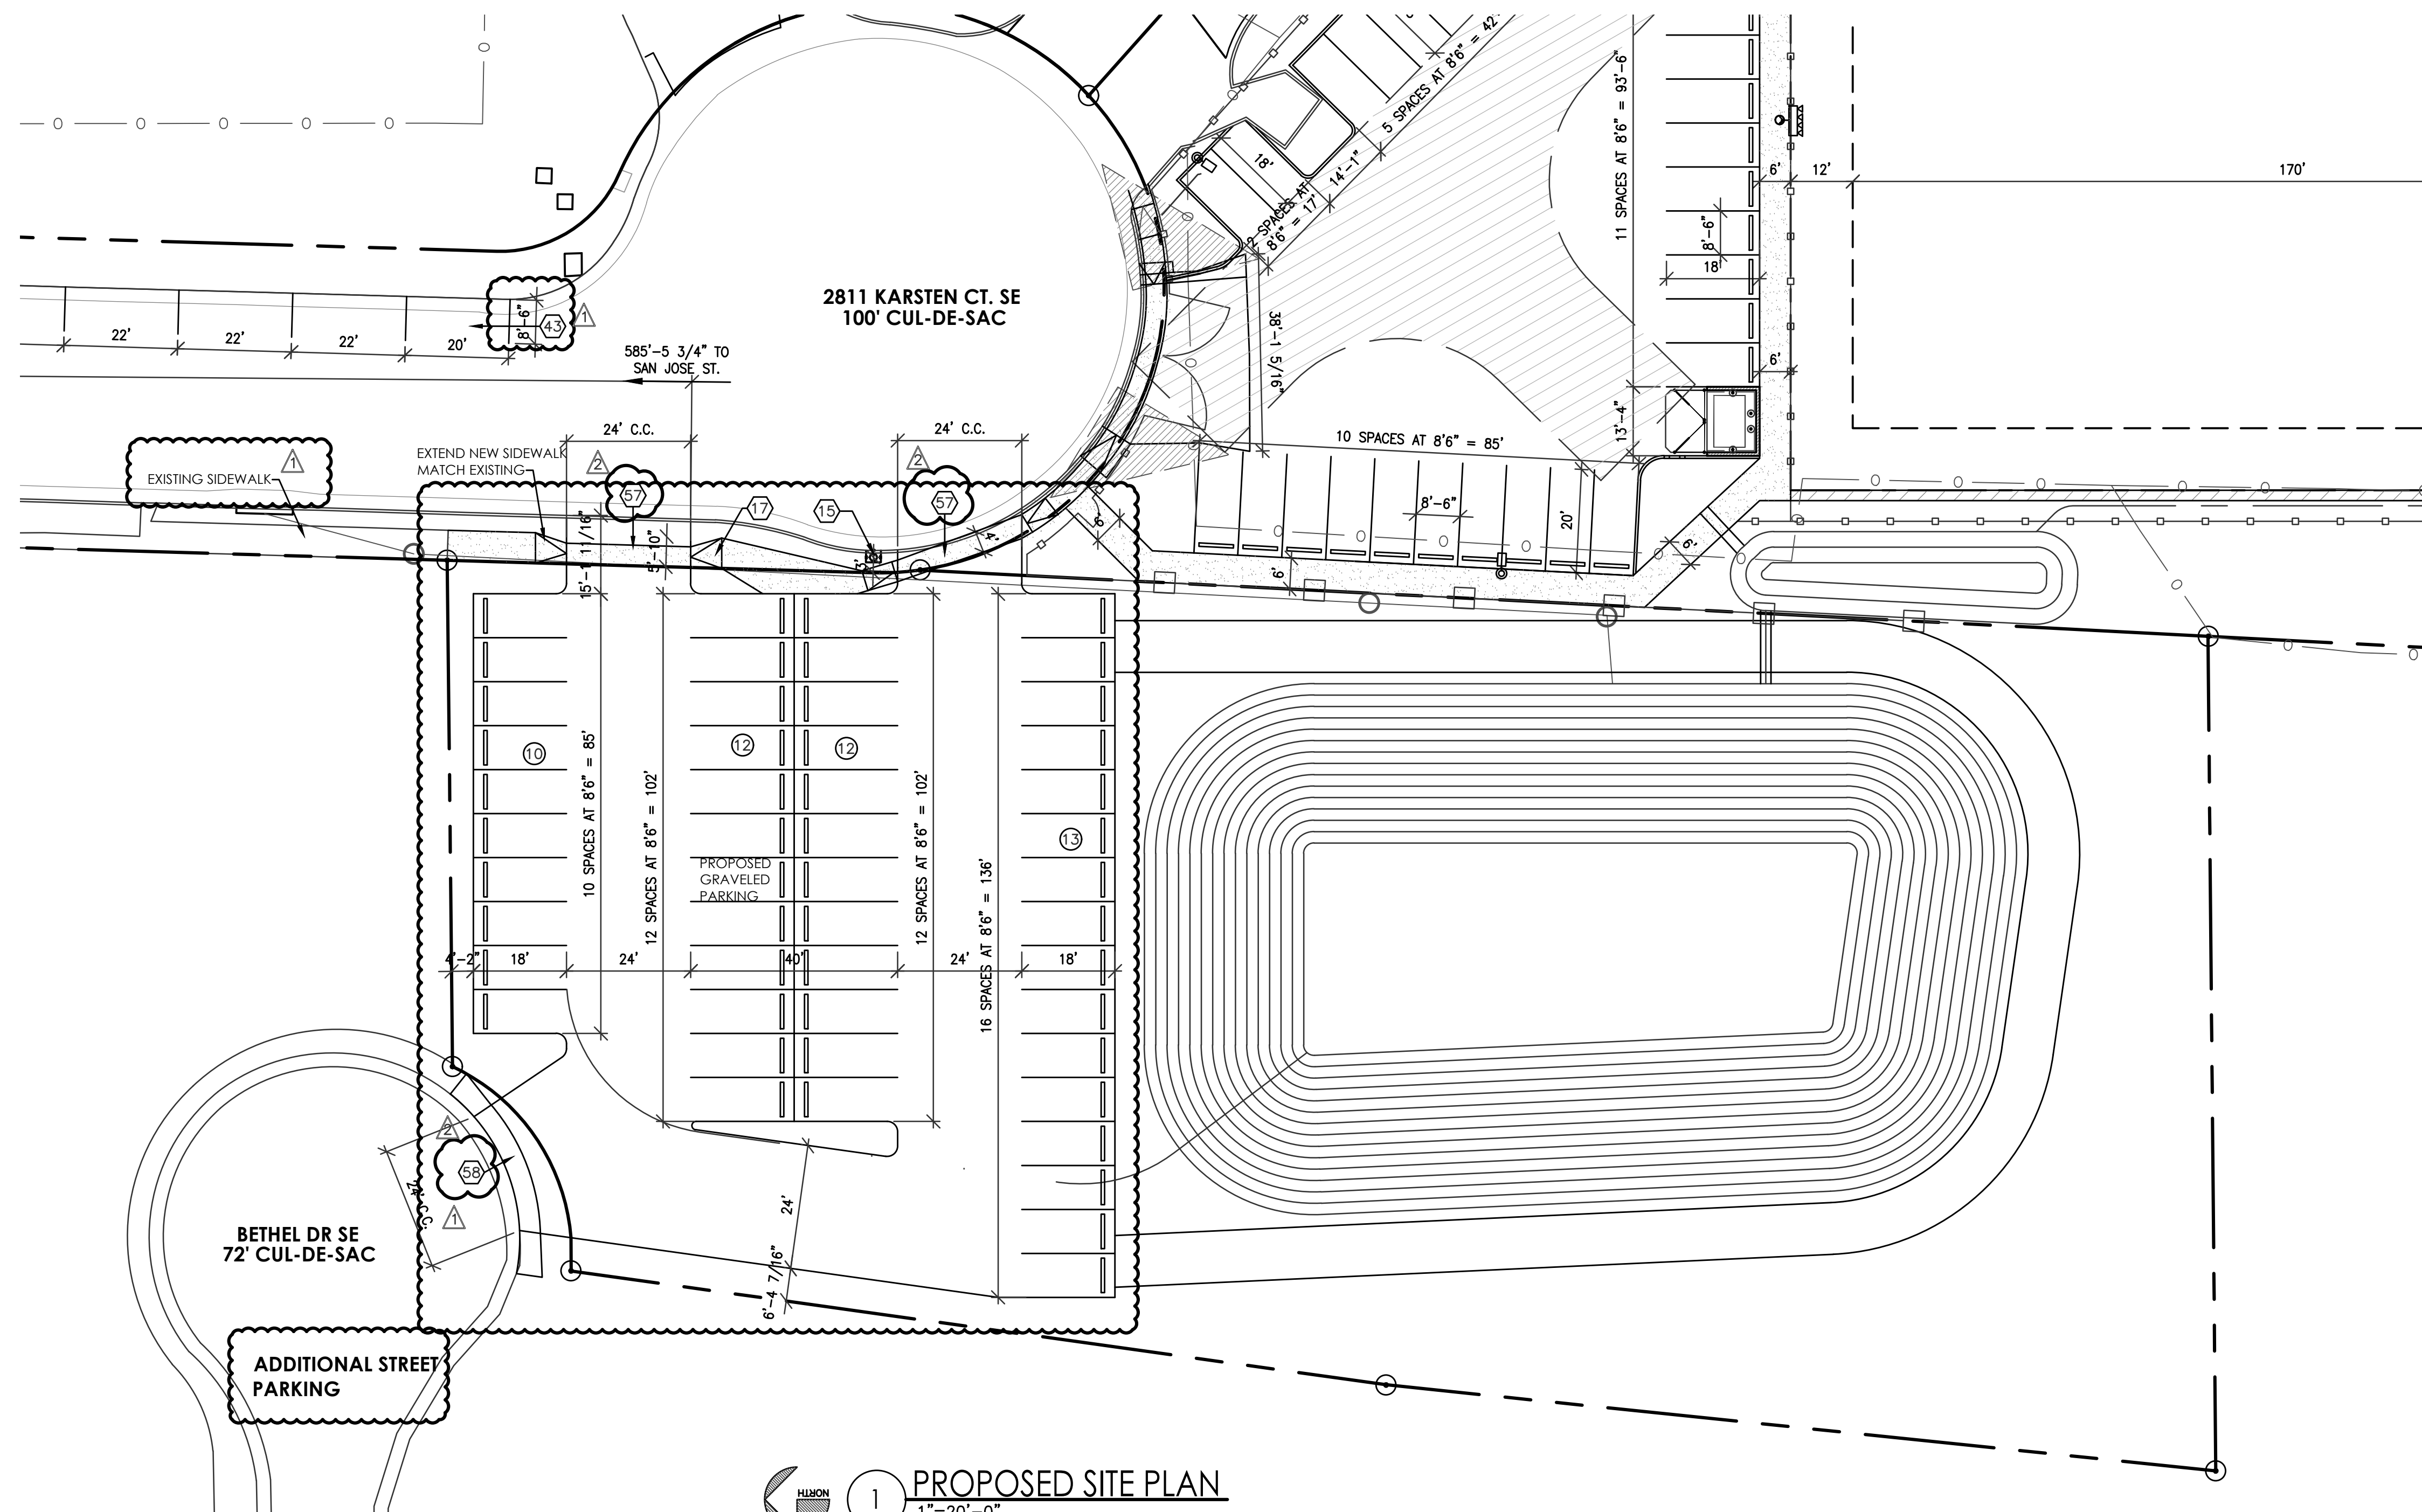 5 SPACES AT 8'6" = 42'
11 SPACES AT 8'6" = 93'-6"
18'
14'-1"
2 SPACES AT
8'6" = 17'
6'
12'
170'
8'-6"
18'
2811 KARSTEN CT. SE
100' CUL-DE-SAC
43
1
8'-6"
22'
22'
22'
20'
585'-5 3/4" TO
SAN JOSE ST.
38'-1 5/16"
6'
13'-4"
24' C.C.
24' C.C.
10 SPACES AT 8'6" = 85'
EXISTING SIDEWALK
1
EXTEND NEW SIDEWALK
MATCH EXISTING
2
57
17
15
2
57
8'-6"
20'
6'
4'
3'
15'-1 11/16"
5'-10"
6'
6'
10
12
12
13
10 SPACES AT 8'6" = 85'
12 SPACES AT 8'6" = 102'
12 SPACES AT 8'6" = 102'
16 SPACES AT 8'6" = 136'
PROPOSED
GRAVELED
PARKING
4'-2"
18'
24'
40'
24'
18'
2
58
1
24' C.C.
24'
6'-4 7/16"
BETHEL DR SE
72' CUL-DE-SAC
ADDITIONAL STREET
PARKING
NORTH
1
PROPOSED SITE PLAN
1"=20'-0"